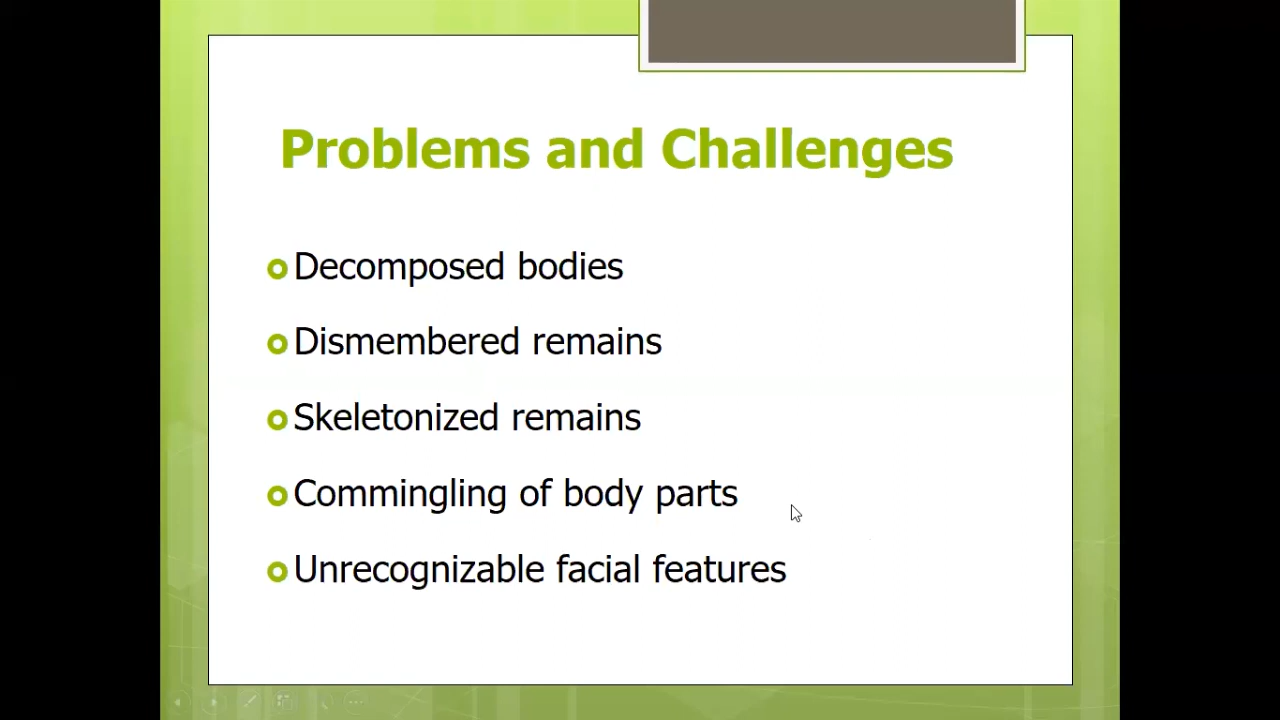 Problems and Challenges
Decomposed bodies
Dismembered remains
Skeletonized remains
Commingling of body parts
Unrecognizable facial features